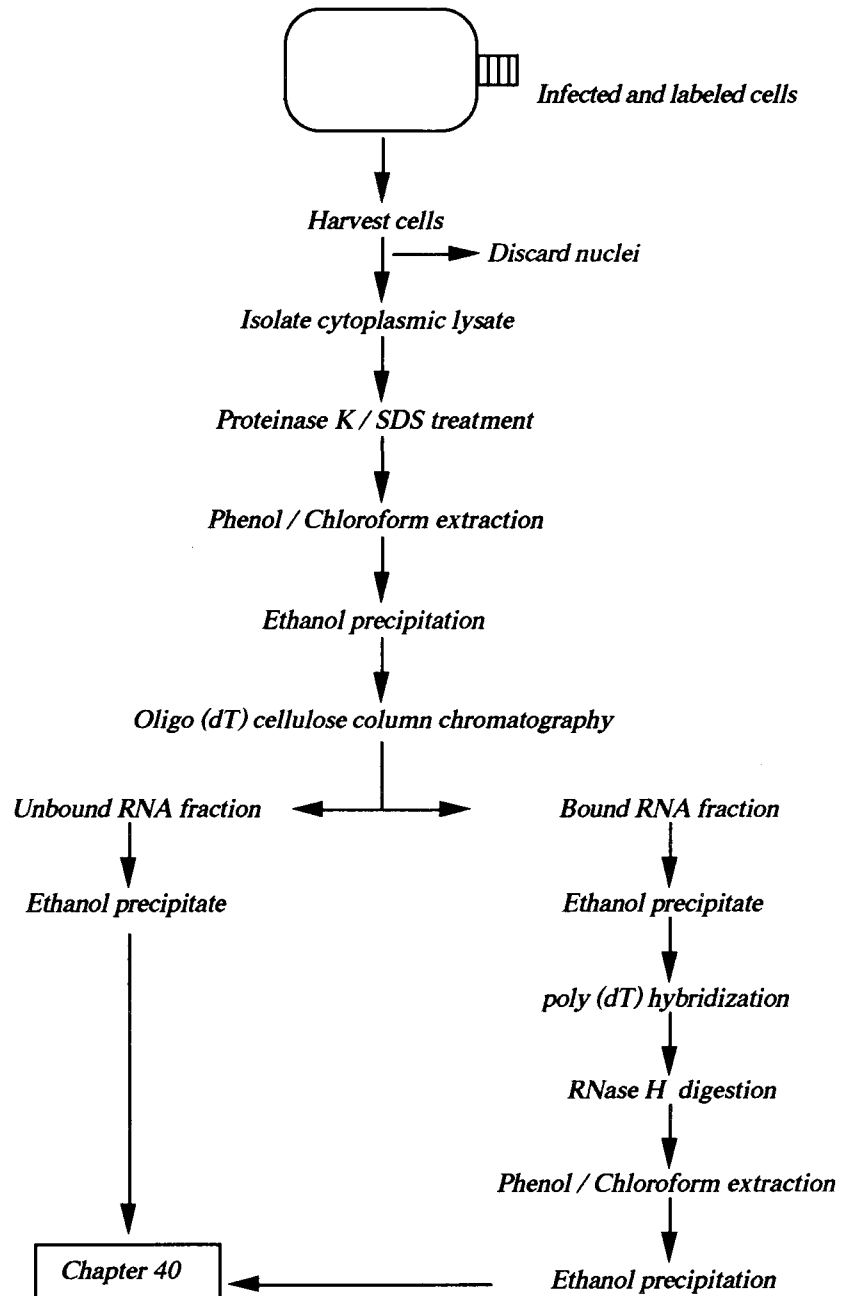 Infected and labeled cells
Harvest cells
Discard nuclei
Isolate cytoplasmic lysate
Proteinase K / SDS treatment
Phenol / Chloroform extraction
Ethanol precipitation
Oligo (dT) cellulose column chromatography
Unbound RNA fraction
Bound RNA fraction
Ethanol precipitate
Ethanol precipitate
poly (dT) hybridization
RNase H digestion
Phenol / Chloroform extraction
Chapter 40
Ethanol precipitation